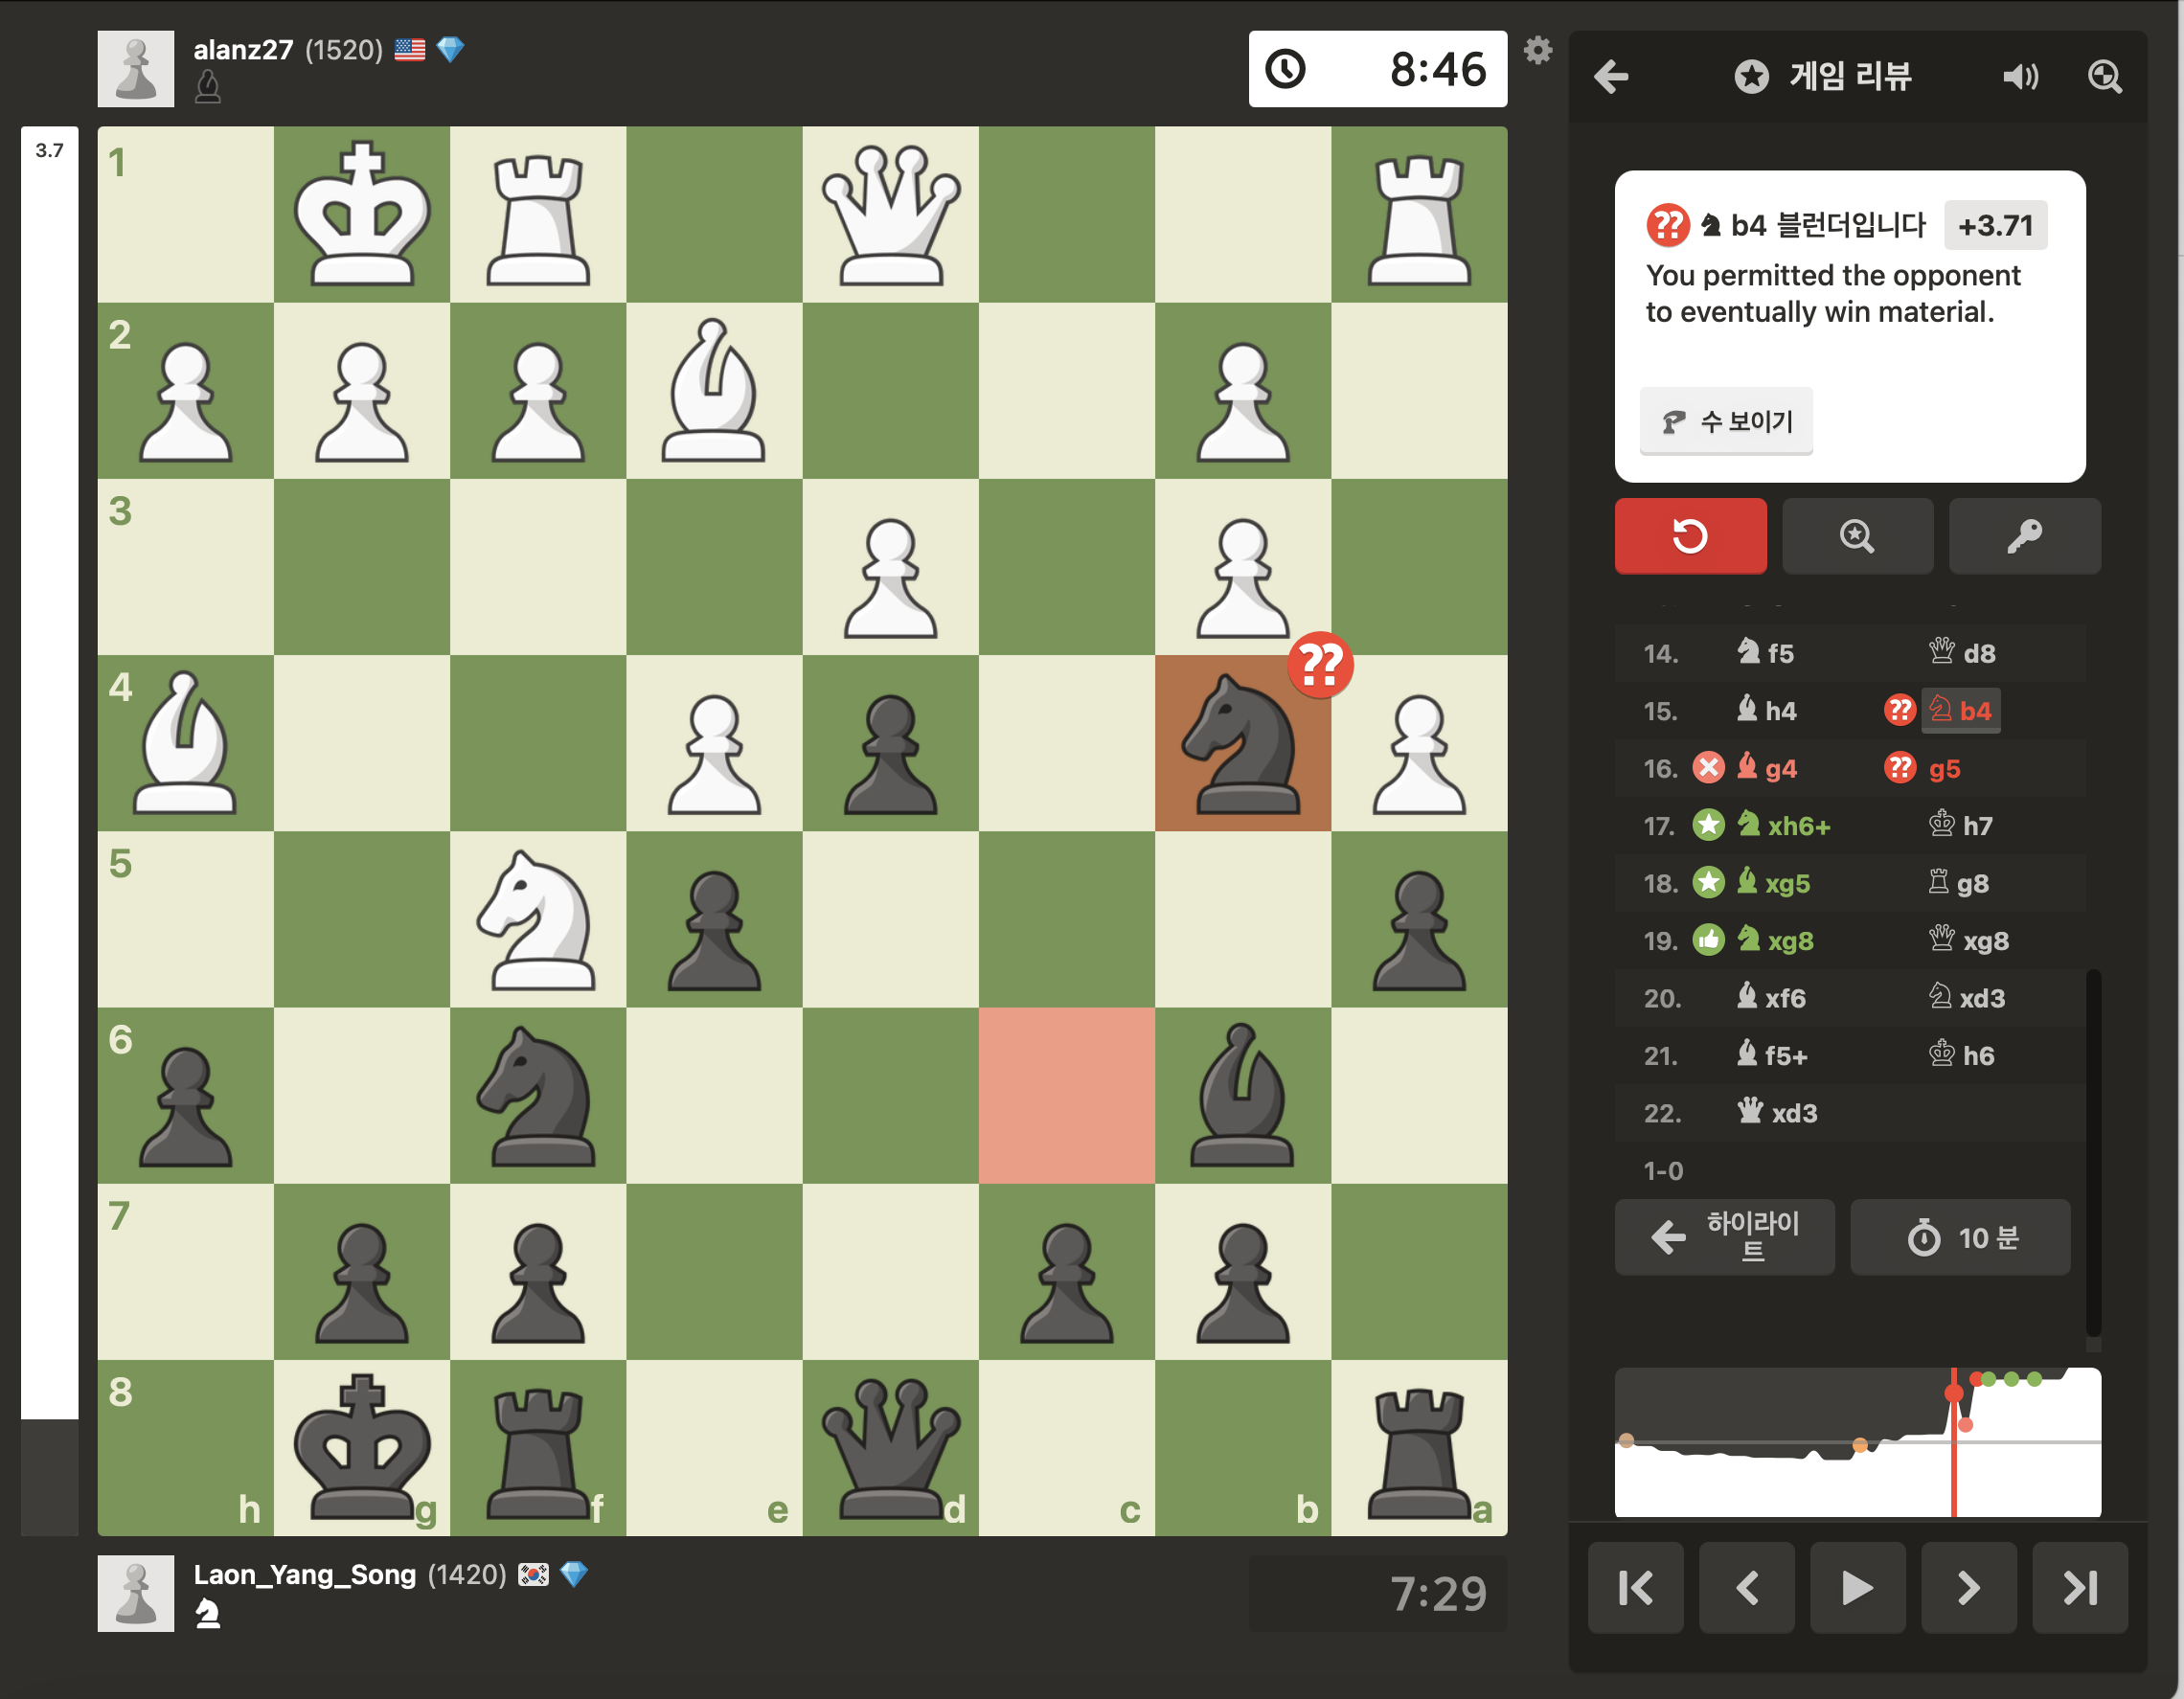 alanz27 (1520)
8:46
3.7
1
2
3
4
5
6
7
8
h g f e d c b a
??
Laon_Yang_Song (1420)
7:29
게임 리뷰
?? b4 블런더입니다 +3.71
You permitted the opponent
to eventually win material.
수 보이기
14. f5 d8
15. h4 ?? b4
16. g4 ?? g5
17. xh6+ h7
18. xg5 g8
19. xg8 xg8
20. xf6 xd3
21. f5+ h6
22. xd3
1-0
하이라이
트
10 분